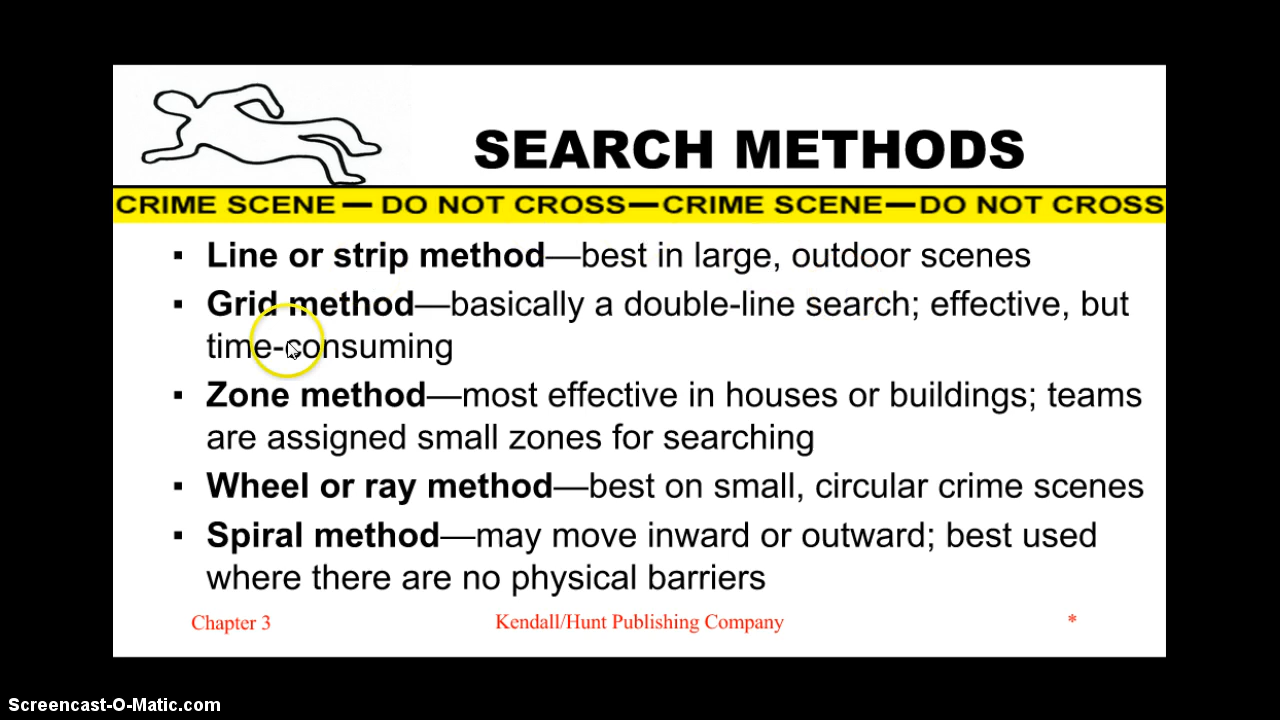 SEARCH METHODS
CRIME SCENE — DO NOT CROSS—CRIME SCENE—DO NOT CROSS
▪ Line or strip method—best in large, outdoor scenes
▪ Grid method—basically a double-line search; effective, but
time-consuming
▪ Zone method—most effective in houses or buildings; teams
are assigned small zones for searching
▪ Wheel or ray method—best on small, circular crime scenes
▪ Spiral method—may move inward or outward; best used
where there are no physical barriers
Chapter 3 Kendall/Hunt Publishing Company *
Screencast-O-Matic.com